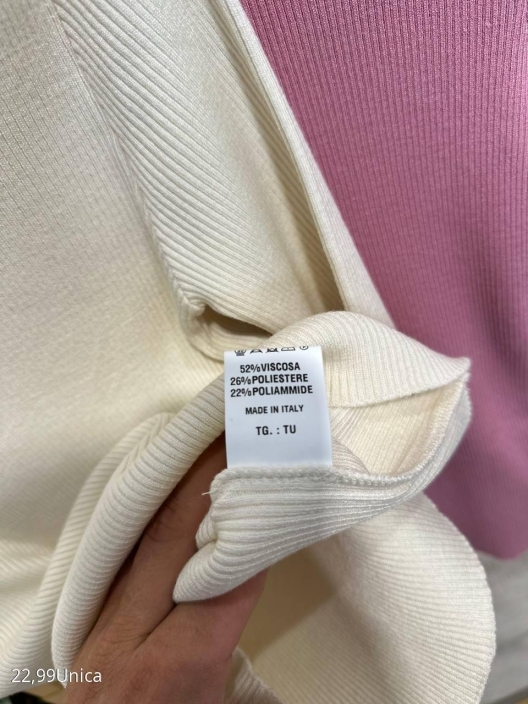 52%VISCOSA
26%POLIESTERE
22%POLIAMMIDE
MADE IN ITALY
TG. : TU
22,99Unica